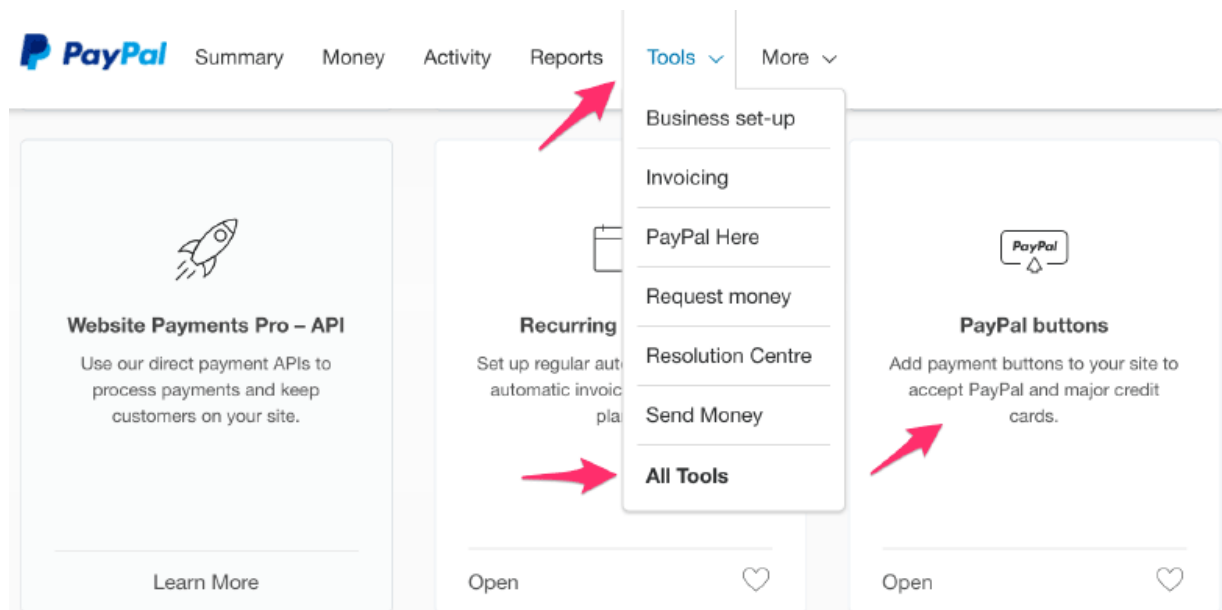 PayPal Summary Money Activity Reports Tools More
Business set-up
Invoicing
PayPal Here
Request money
Resolution Centre
Send Money
All Tools
Website Payments Pro – API
Use our direct payment APIs to
process payments and keep
customers on your site.
Learn More
Recurring
Set up regular
automatic
Open
PayPal
PayPal buttons
Add payment buttons to your site to
accept PayPal and major credit
cards.
Open